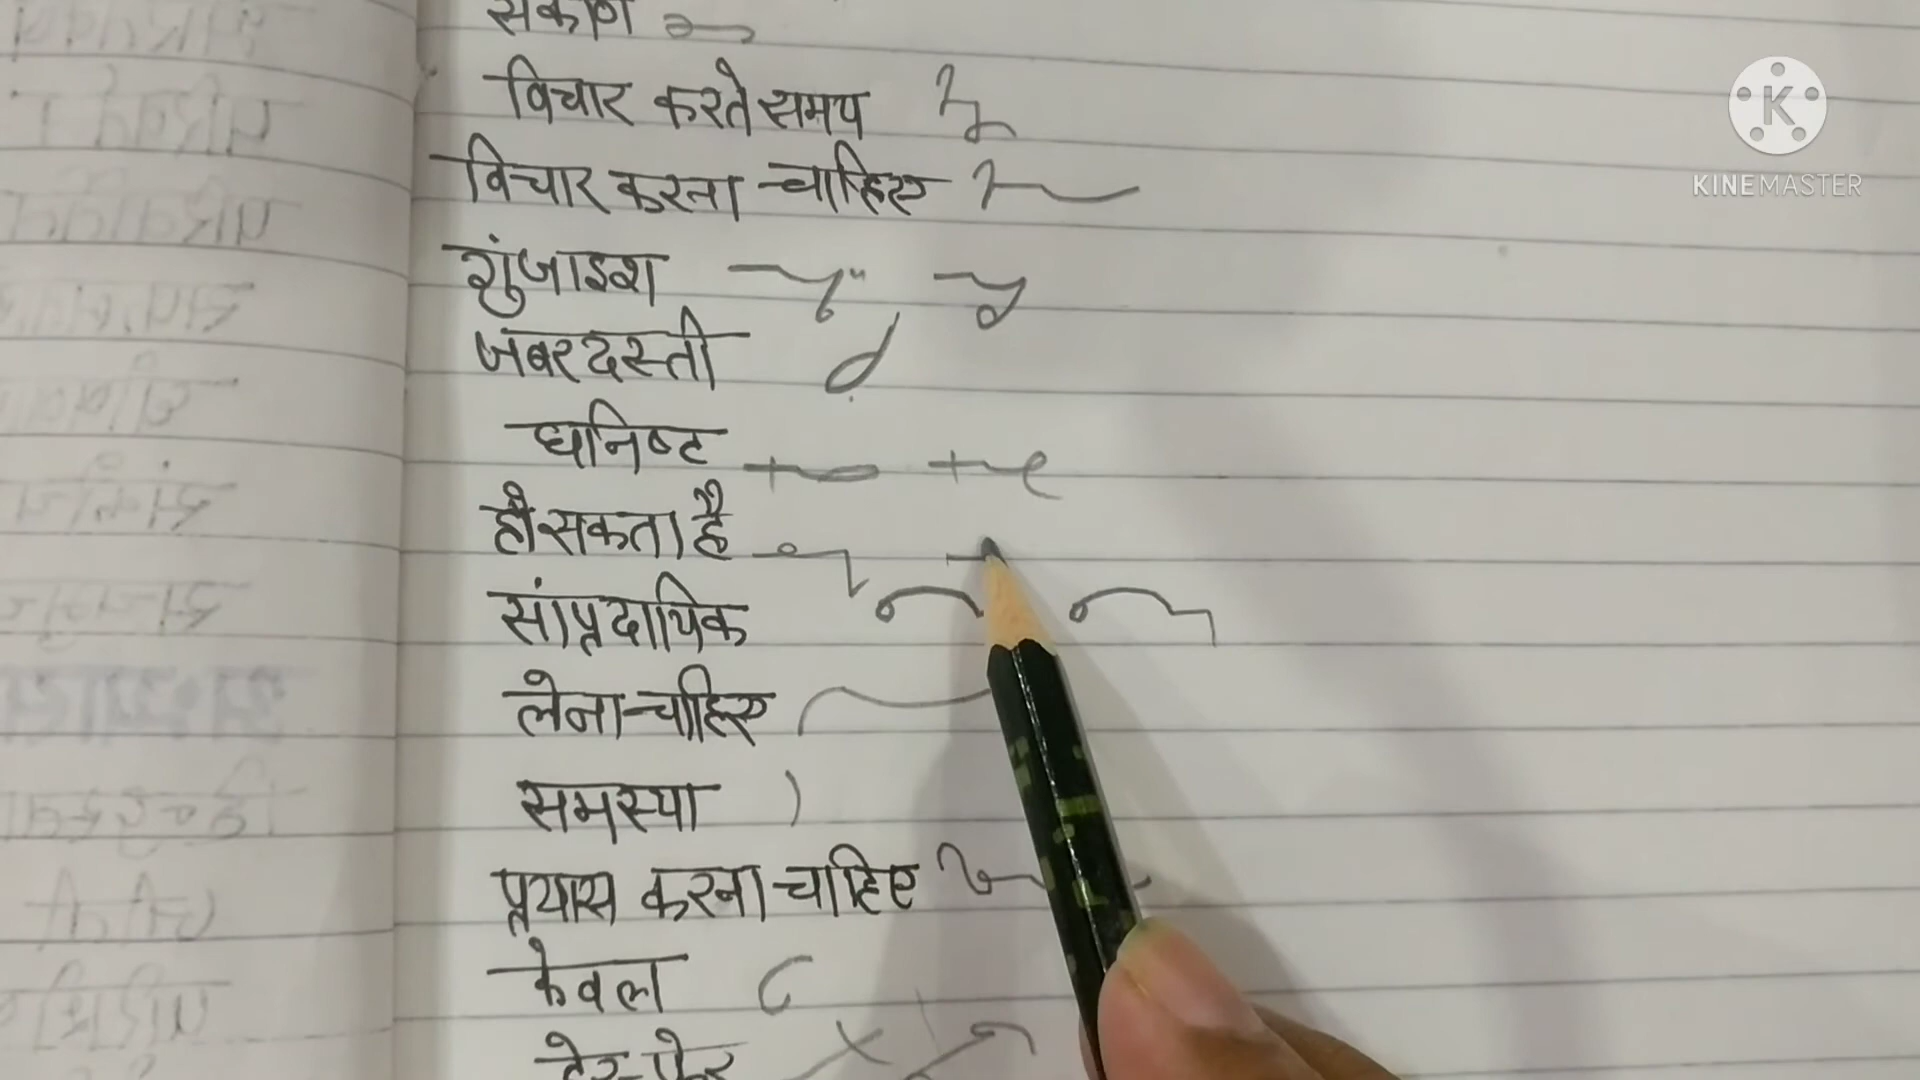 संकीर्ण
विचार करते समय
विचार करना चाहिए
गुंजाइश
जबरदस्ती
घनिष्ट
हो सकता है
सांप्रदायिक
लेना चाहिए
समस्या
प्रयास करना चाहिए
केवल
हेर-फेर
K
KINEMASTER